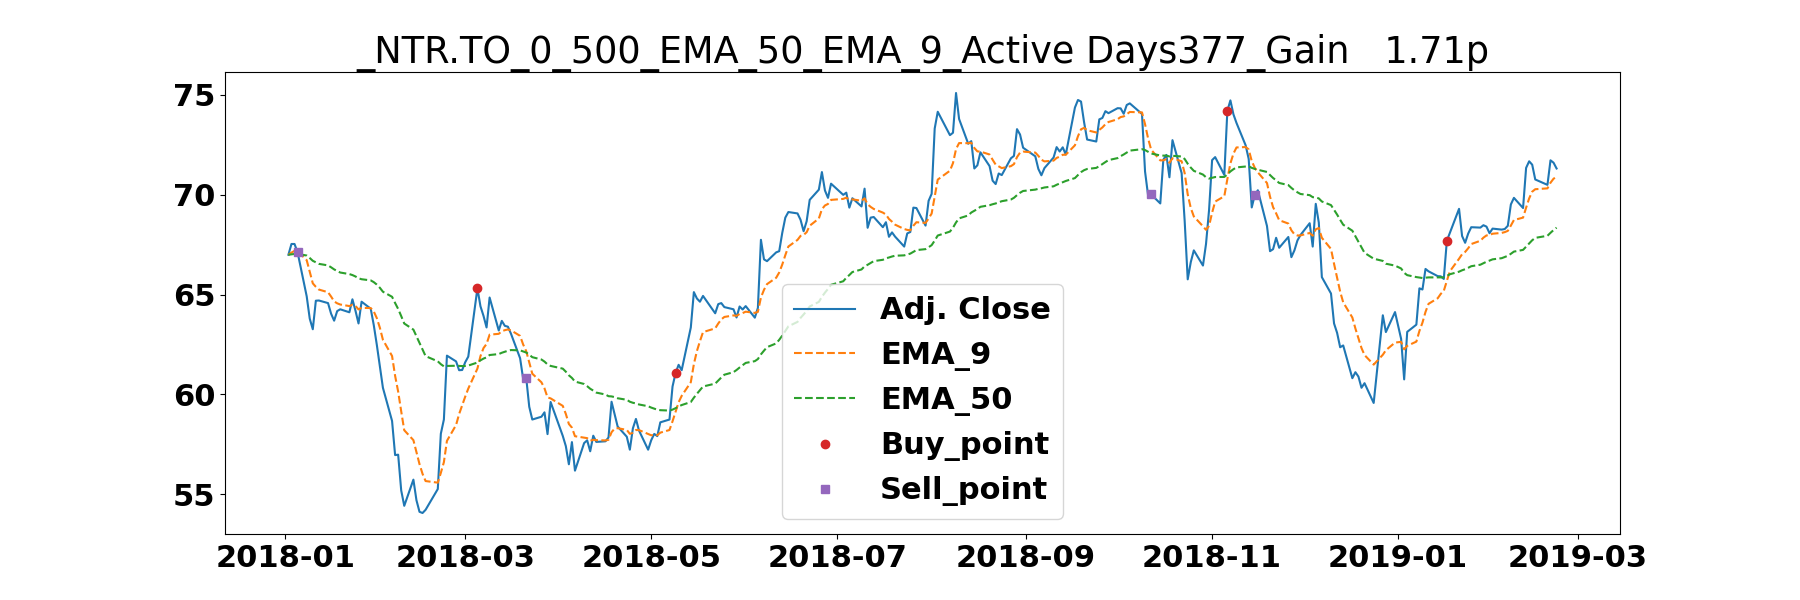 _NTR.TO_0_500_EMA_50_EMA_9_Active Days377_Gain   1.71p
75
70
65
60
55
Adj. Close
EMA_9
EMA_50
Buy_point
Sell_point
2018-01 2018-03 2018-05 2018-07 2018-09 2018-11 2019-01 2019-03